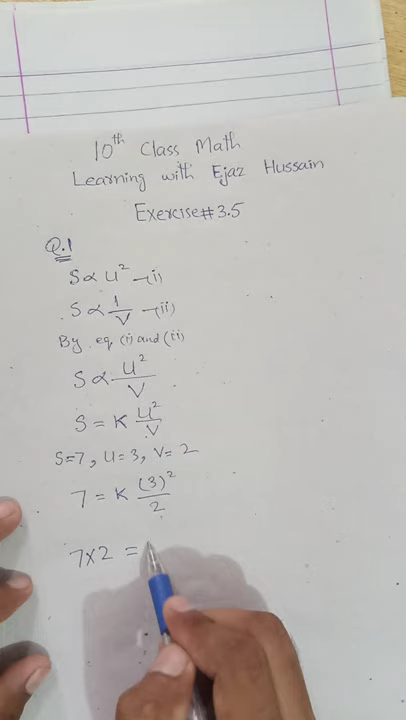 10th Class Math
Learning with Ejaz Hussain
Exercise#3.5
Q.1
S∝U² —(i)
S∝1/V —(ii)
By eq (i) and (ii)
S∝U²/V
S = K U²/V
S=7, U=3, V=2
7 = K (3)²/2
7×2 =